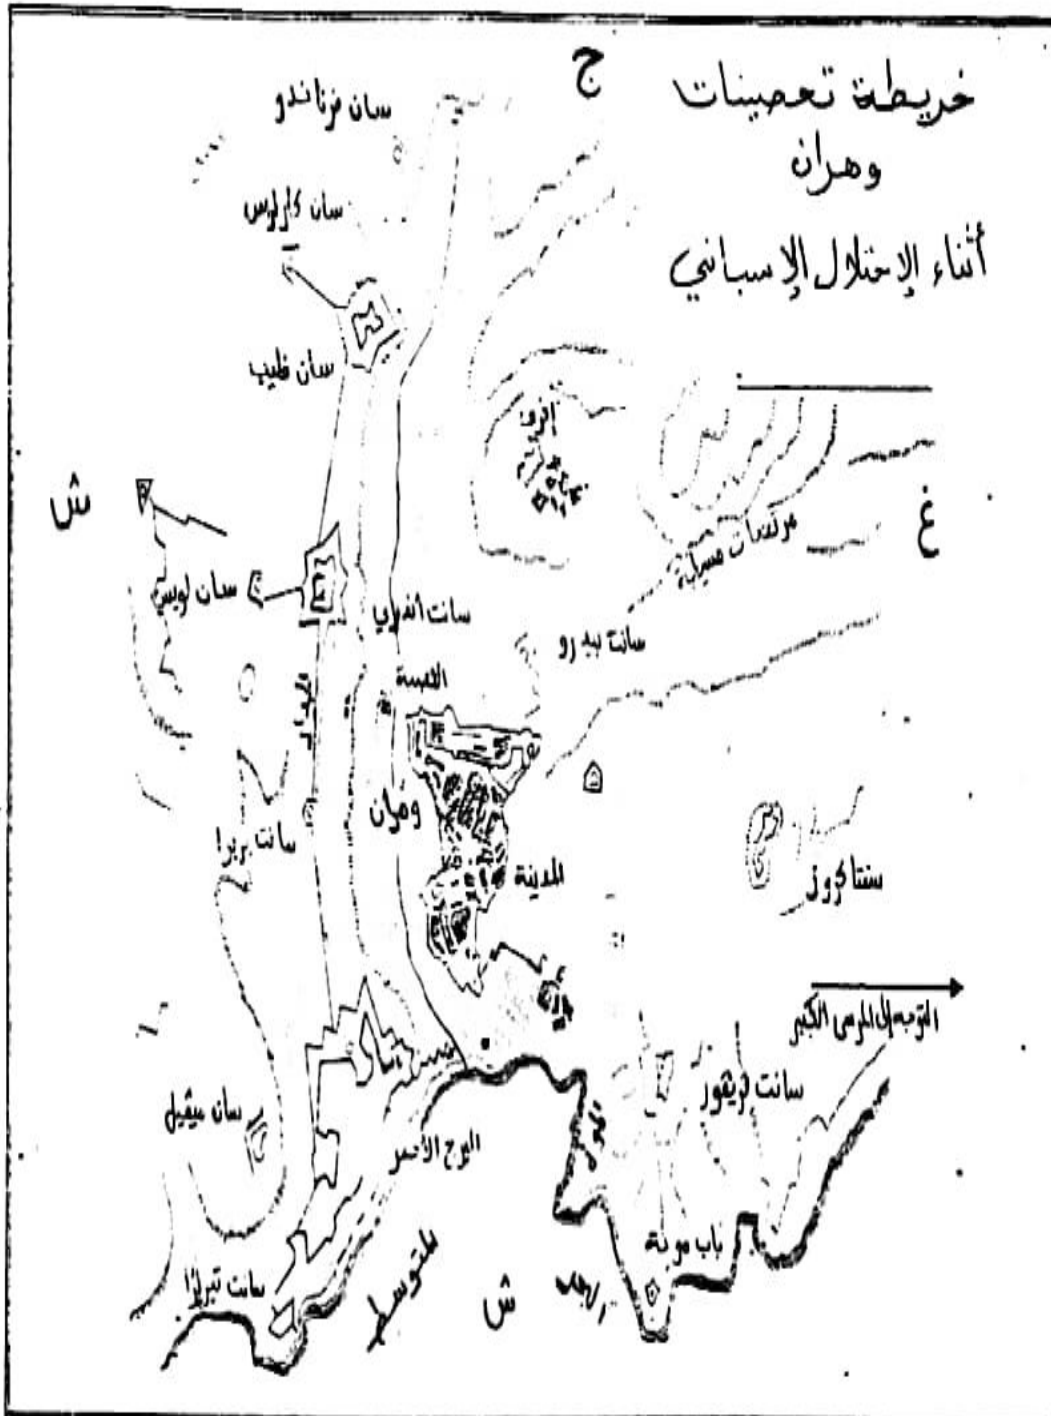 خريطة تحصينات
وهران
أثناء الإحتلال الإسباني
ج
سان فرناندو
سان كارلوس
سان فليب
إفري
ش
غ
مرتفعات مسيلة
سان لويس
سانت أندري
سانت بيدرو
القصبة
وهران
سانت بربرا
المدينة
سنتاكروز
التوجه إلى المرسى الكبير
سانت قريقور
سان ميقيل
البرج الأحمر
باب مونة
سانت تيريزا
البحر
المتوسط
ش